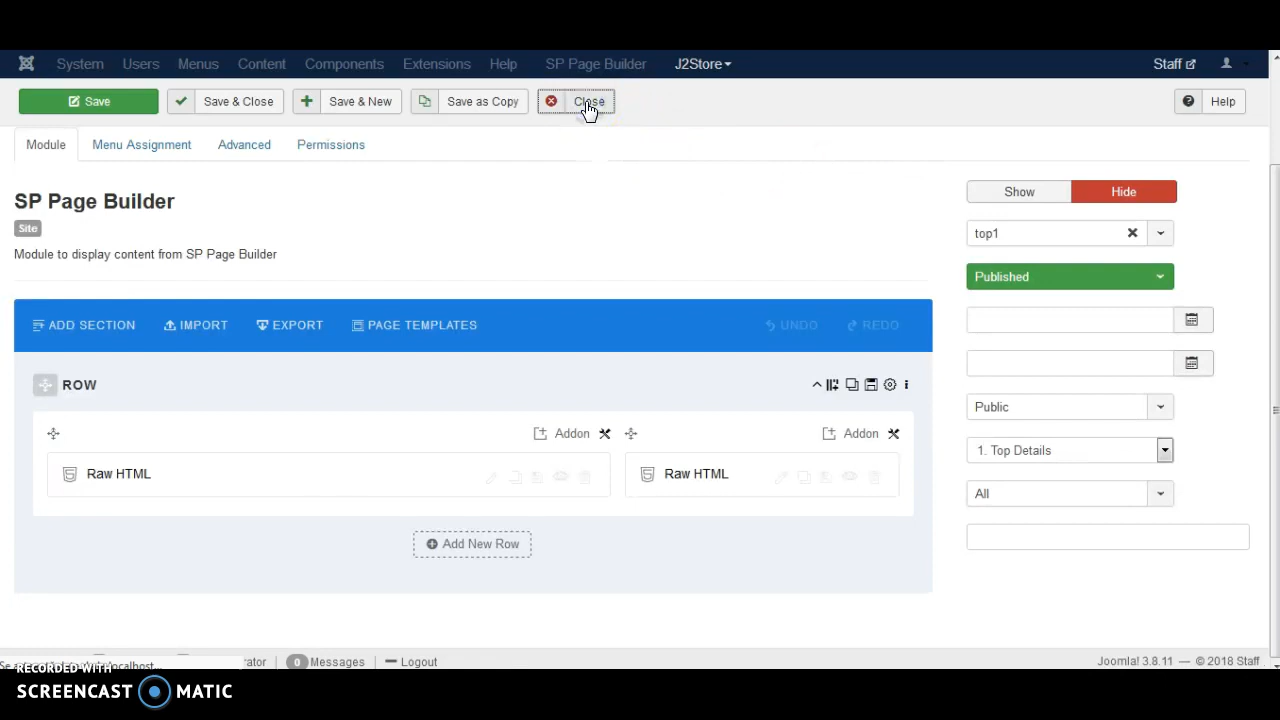 System Users Menus Content Components Extensions Help SP Page Builder J2Store Staff
Save Save & Close Save & New Save as Copy Close Help
Module Menu Assignment Advanced Permissions
SP Page Builder
Site
Module to display content from SP Page Builder
Show Hide
top1
Published
ADD SECTION IMPORT EXPORT PAGE TEMPLATES UNDO REDO
ROW
Public
Addon Addon
1. Top Details
Raw HTML Raw HTML
All
Add New Row
0 Messages Logout Joomla! 3.8.11 — © 2018 Staff
RECORDED WITH
SCREENCAST MATIC